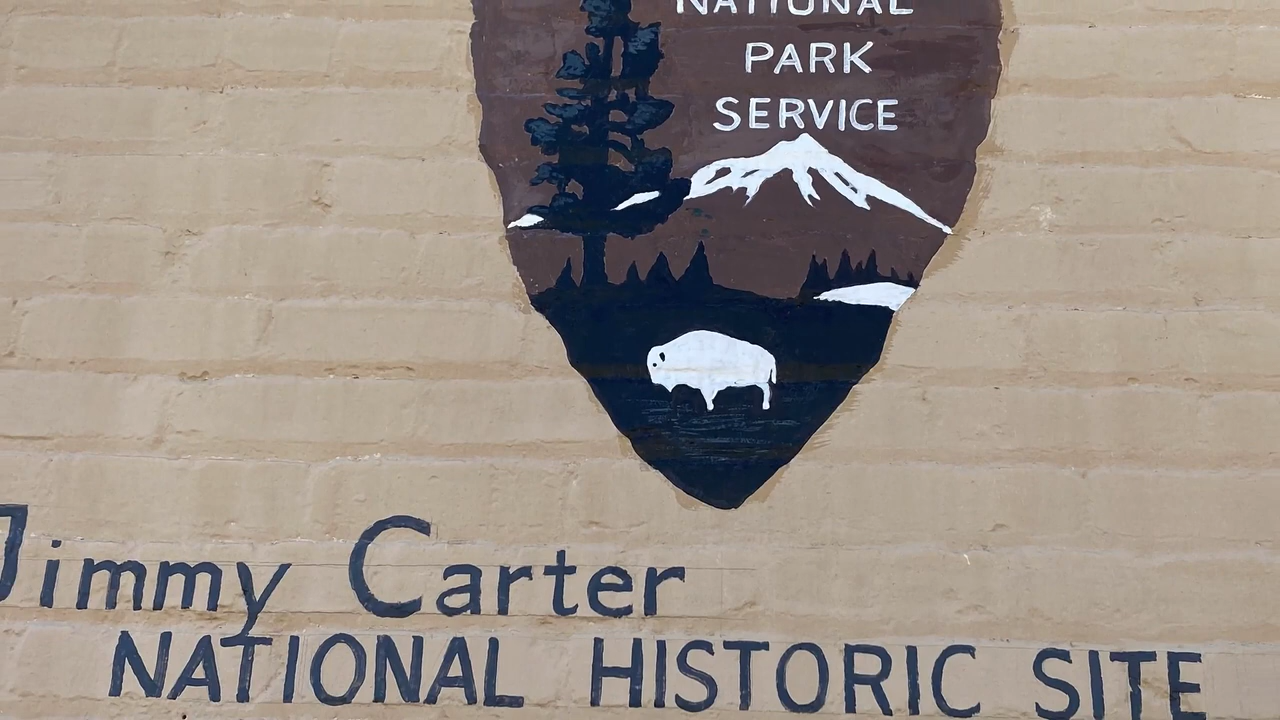 NATIONAL
PARK
SERVICE
Jimmy Carter
NATIONAL HISTORIC SITE